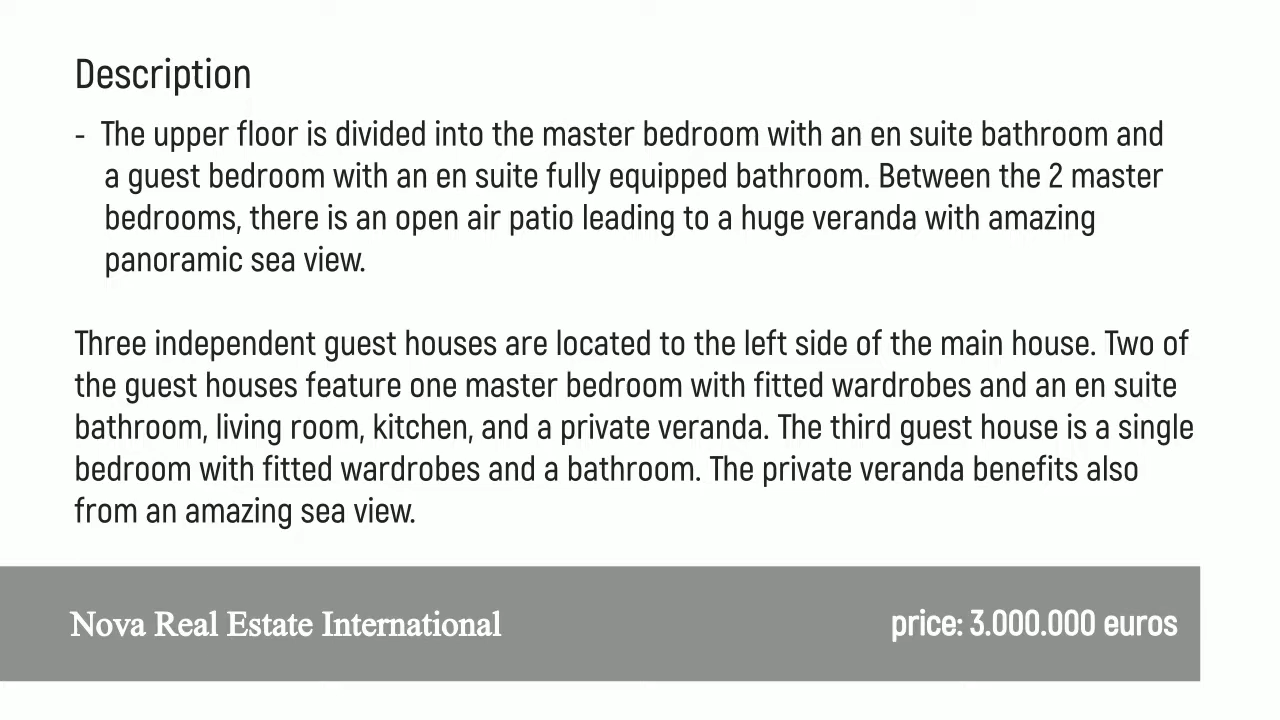 Description
- The upper floor is divided into the master bedroom with an en suite bathroom and
a guest bedroom with an en suite fully equipped bathroom. Between the 2 master
bedrooms, there is an open air patio leading to a huge veranda with amazing
panoramic sea view.
Three independent guest houses are located to the left side of the main house. Two of
the guest houses feature one master bedroom with fitted wardrobes and an en suite
bathroom, living room, kitchen, and a private veranda. The third guest house is a single
bedroom with fitted wardrobes and a bathroom. The private veranda benefits also
from an amazing sea view.
Nova Real Estate International
price: 3.000.000 euros